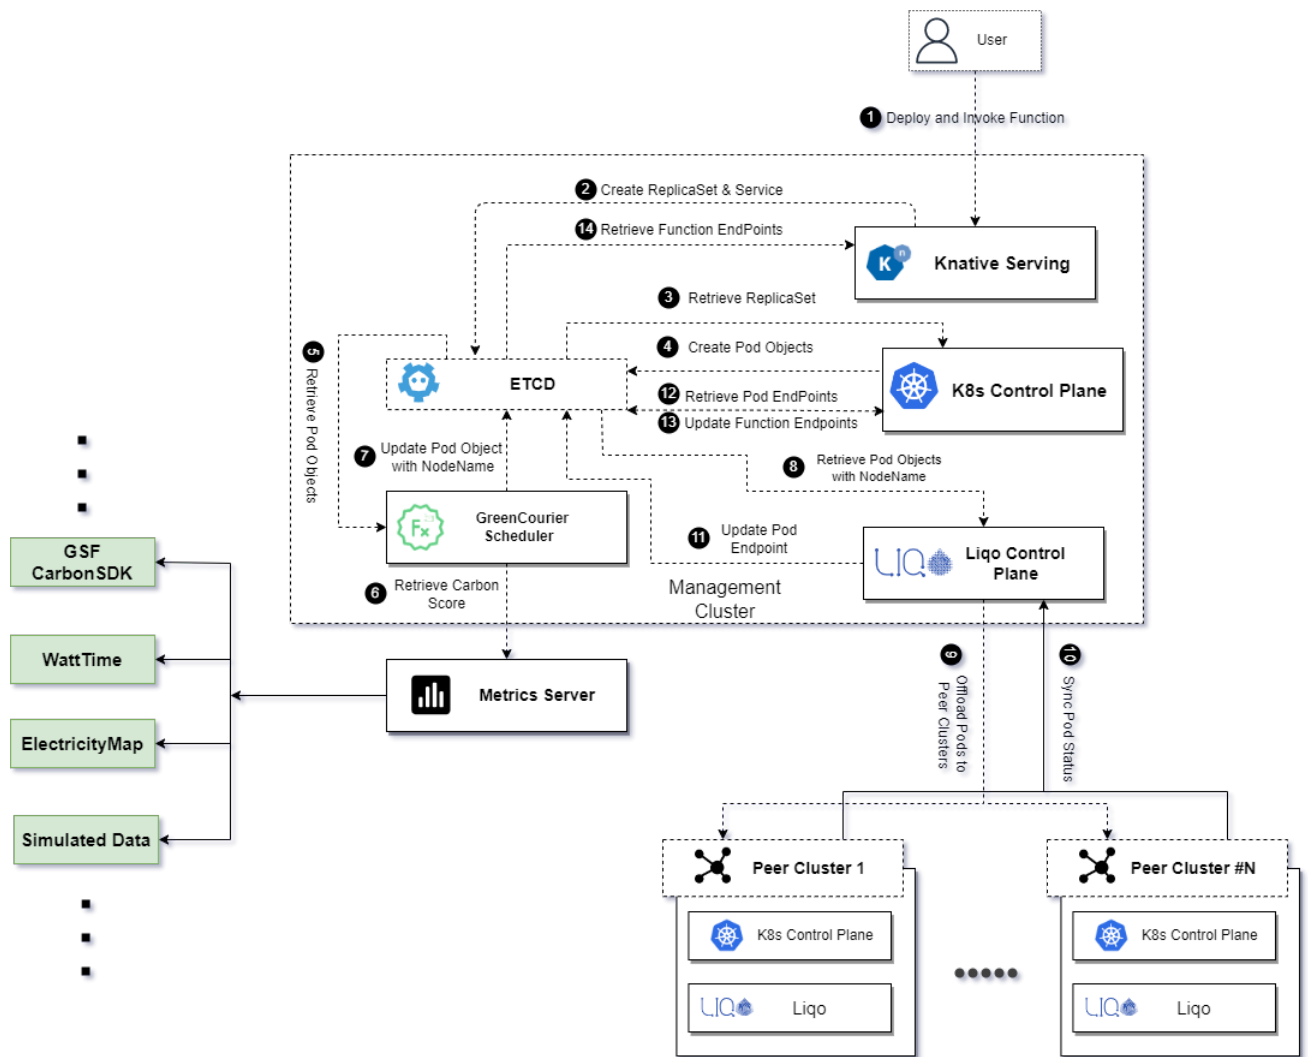 User
1 Deploy and Invoke Function
2 Create ReplicaSet & Service
14 Retrieve Function EndPoints
K n Knative Serving
3 Retrieve ReplicaSet
4 Create Pod Objects
5 Retrieve Pod Objects
ETCD
K8s Control Plane
12 Retrieve Pod EndPoints
13 Update Function Endpoints
7 Update Pod Object
with NodeName
8 Retrieve Pod Objects
with NodeName
Fx GreenCourier
Scheduler
11 Update Pod
Endpoint
LIQO Liqo Control
Plane
6 Retrieve Carbon
Score
Management
Cluster
GSF
CarbonSDK
WattTime
ElectricityMap
Simulated Data
Metrics Server
9 Offload Pods to
Peer Clusters
10 Sync Pod Status
Peer Cluster 1
K8s Control Plane
LIQO Liqo
Peer Cluster #N
K8s Control Plane
LIQO Liqo